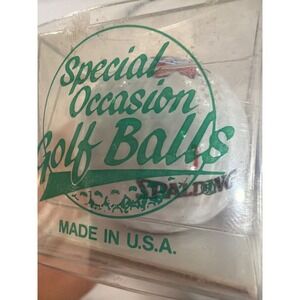 Special
Occasion
Golf Balls
SPALDING
MADE IN U.S.A.